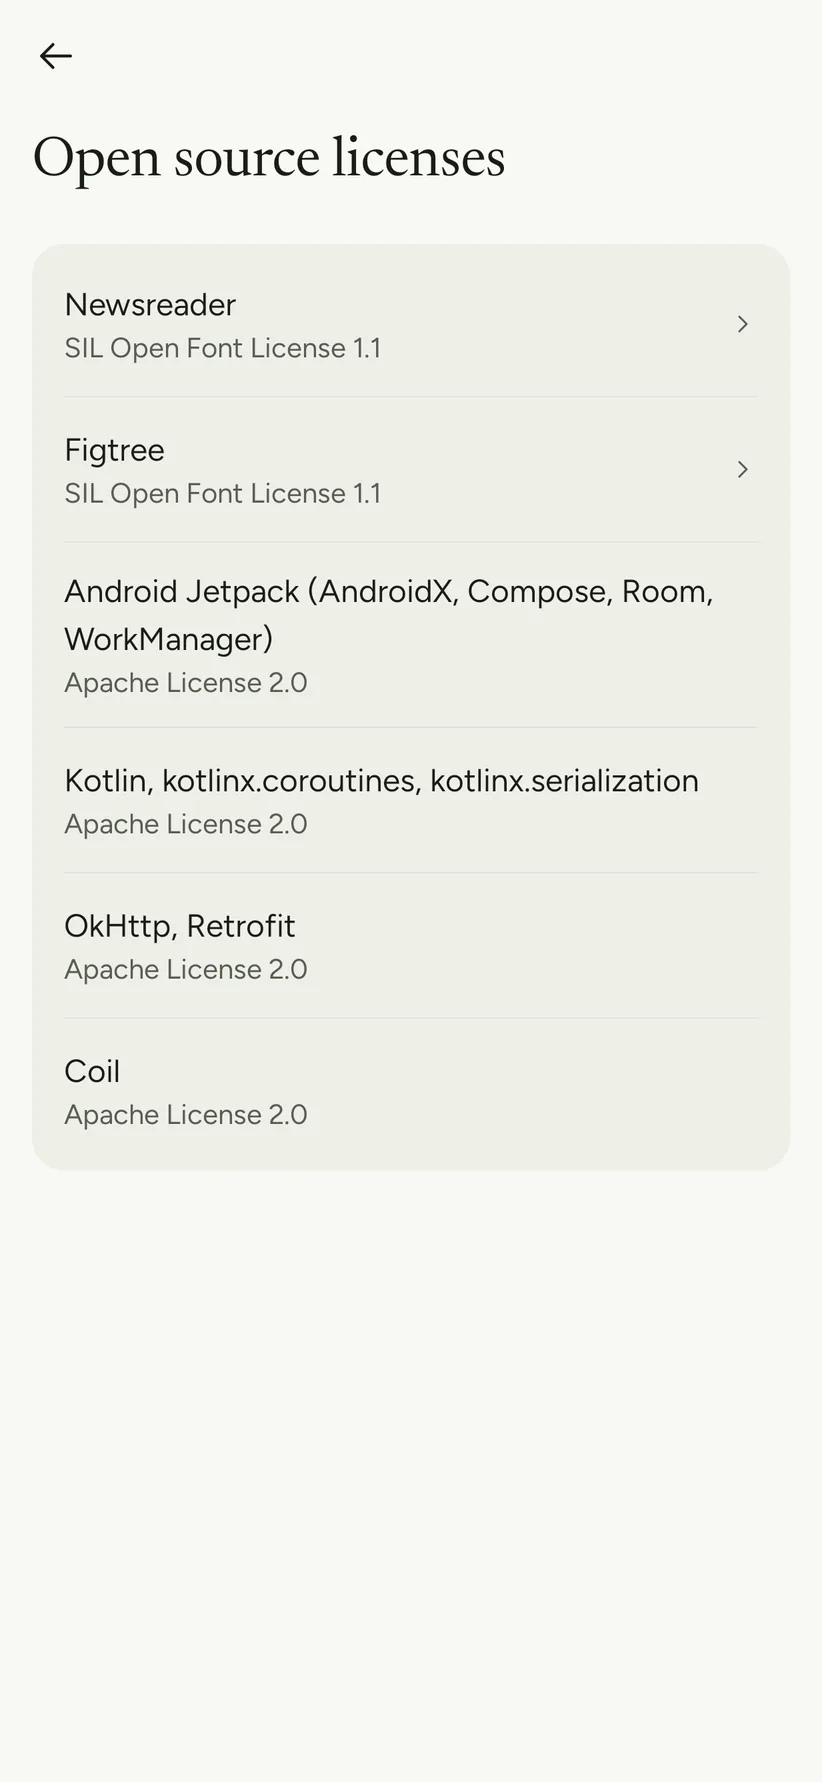 Open source licenses
Newsreader
SIL Open Font License 1.1
Figtree
SIL Open Font License 1.1
Android Jetpack (AndroidX, Compose, Room,
WorkManager)
Apache License 2.0
Kotlin, kotlinx.coroutines, kotlinx.serialization
Apache License 2.0
OkHttp, Retrofit
Apache License 2.0
Coil
Apache License 2.0